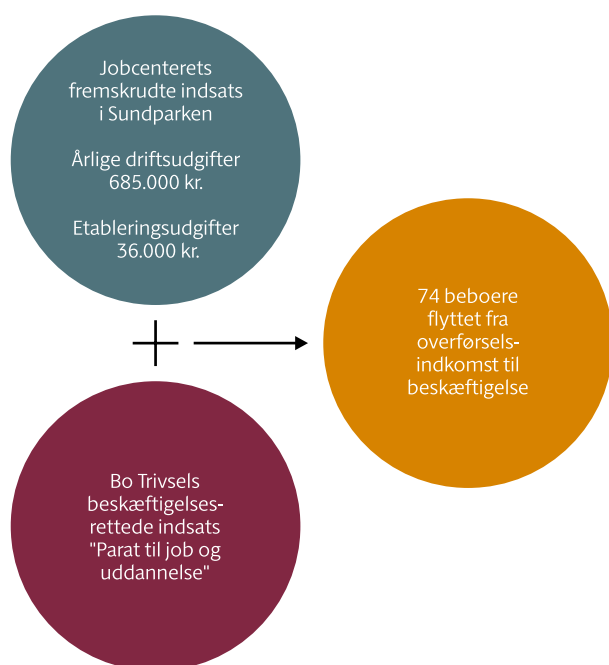 Jobcenterets
fremskrudte indsats
i Sundparken
Årlige driftsudgifter
685.000 kr.
Etableringsudgifter
36.000 kr.
74 beboere
flyttet fra
overførsels-
indkomst til
beskæftigelse
Bo Trivsels
beskæftigelses-
rettede indsats
"Parat til job og
uddannelse"